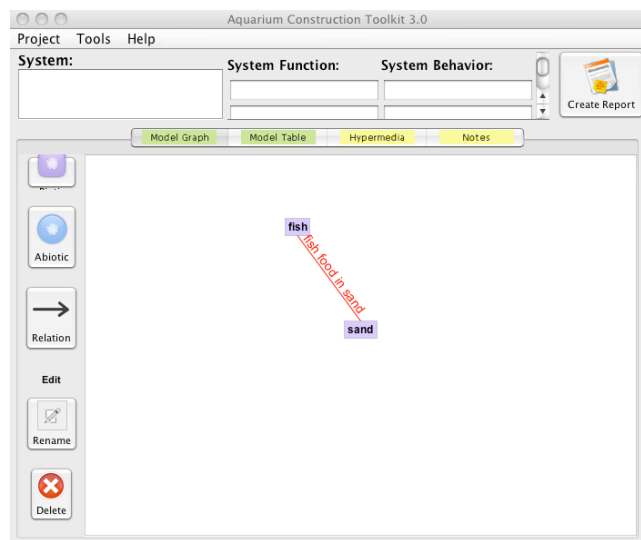 Aquarium Construction Toolkit 3.0
Project Tools Help
System:
System Function: System Behavior:
Create Report
Model Graph Model Table Hypermedia Notes
Abiotic
Relation
Edit
Rename
Delete
fish
fish food in sand
sand